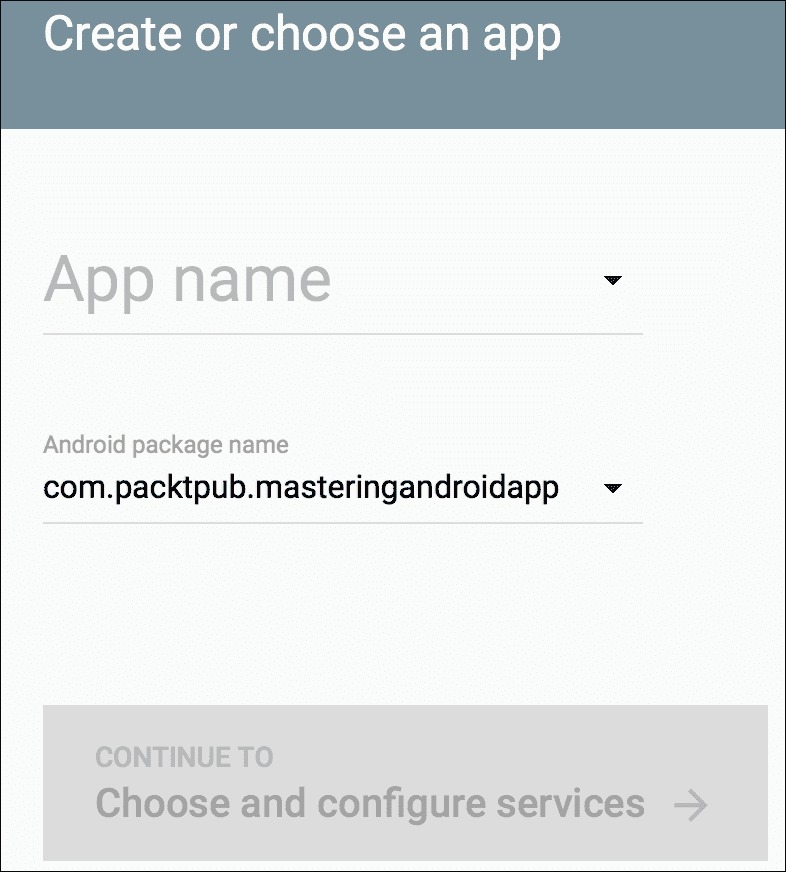 Create or choose an app
App name
Android package name
com.packtpub.masteringandroidapp
CONTINUE TO
Choose and configure services